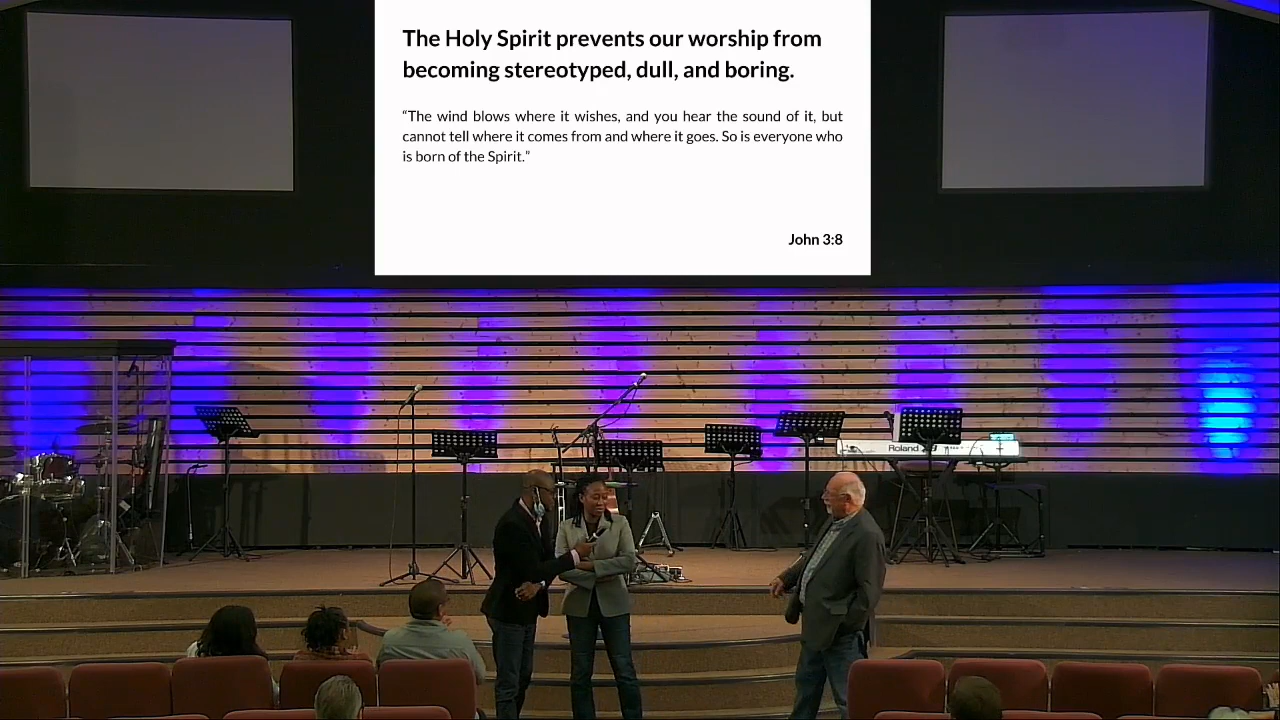 The Holy Spirit prevents our worship from
becoming stereotyped, dull, and boring.
“The wind blows where it wishes, and you hear the sound of it, but
cannot tell where it comes from and where it goes. So is everyone who
is born of the Spirit.”
John 3:8
Roland